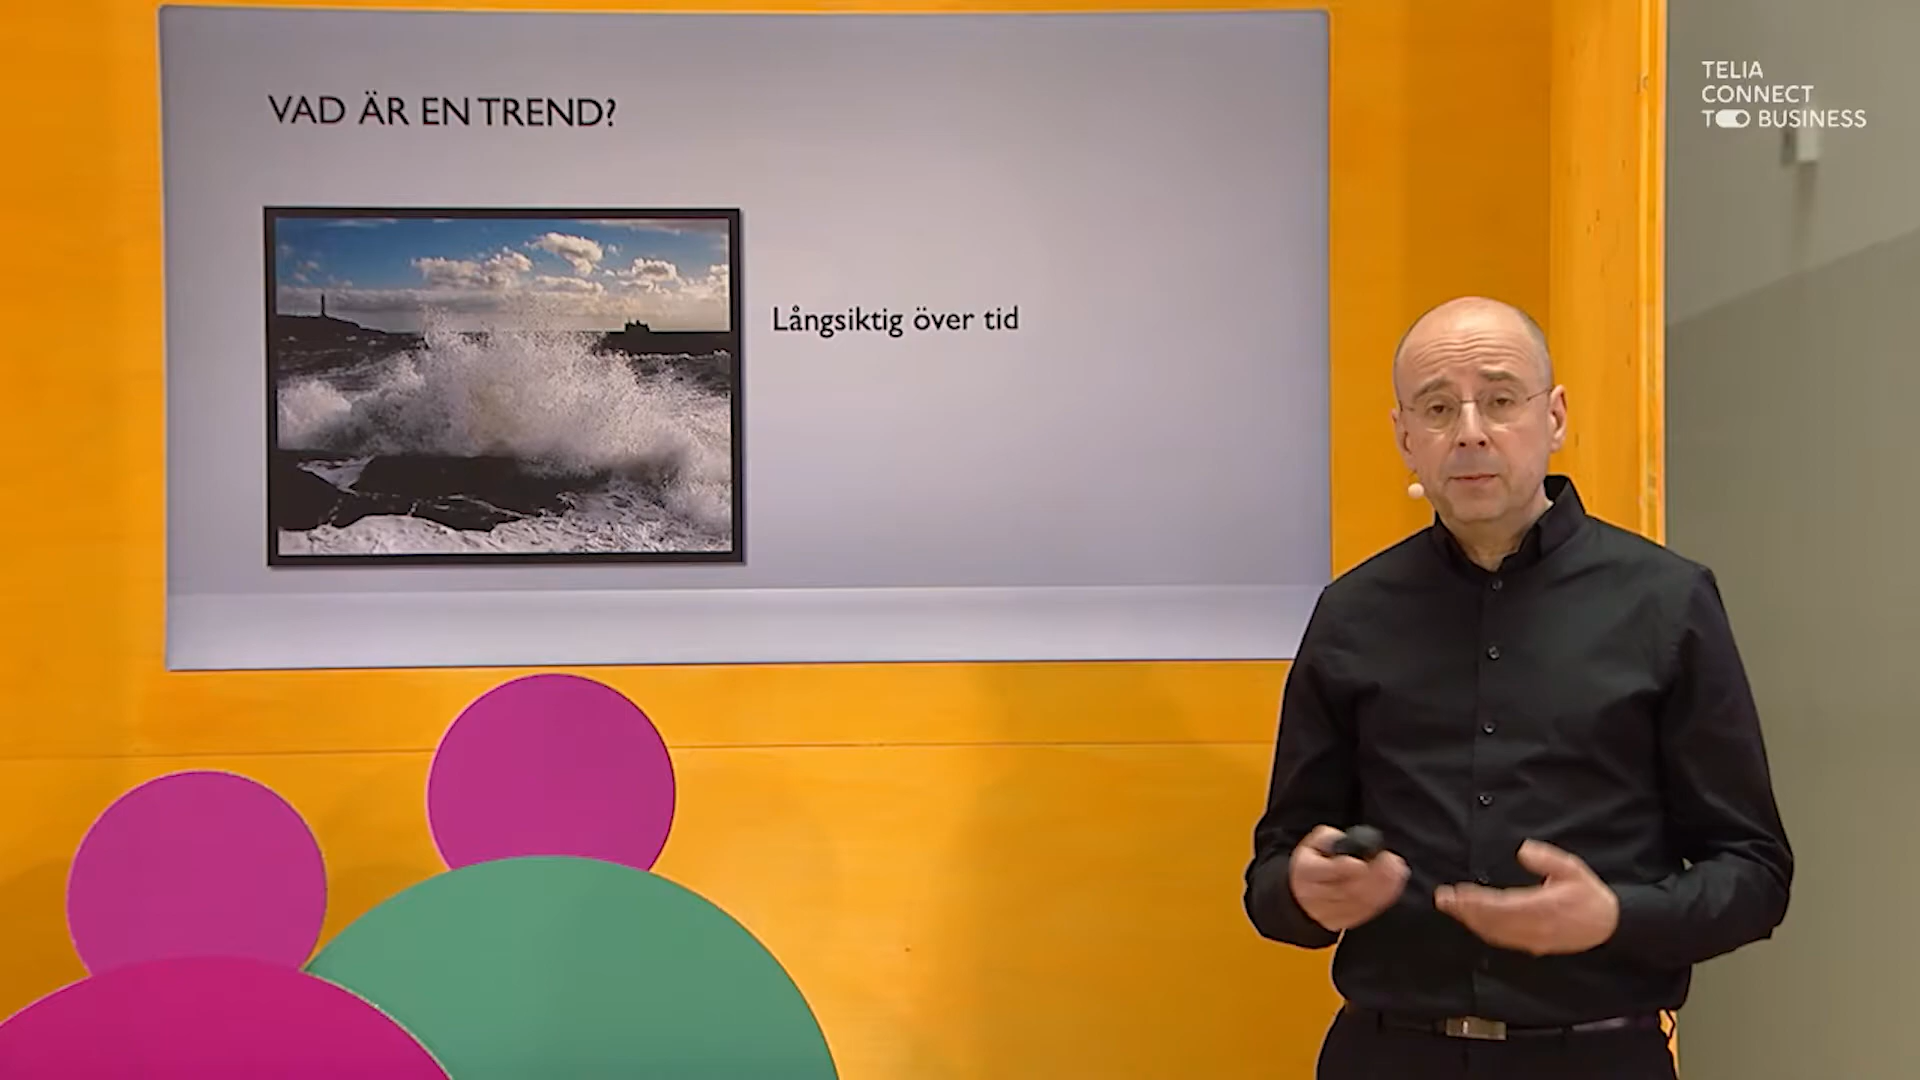 VAD ÄR EN TREND?
Långsiktig över tid
TELIA
CONNECT
TO BUSINESS